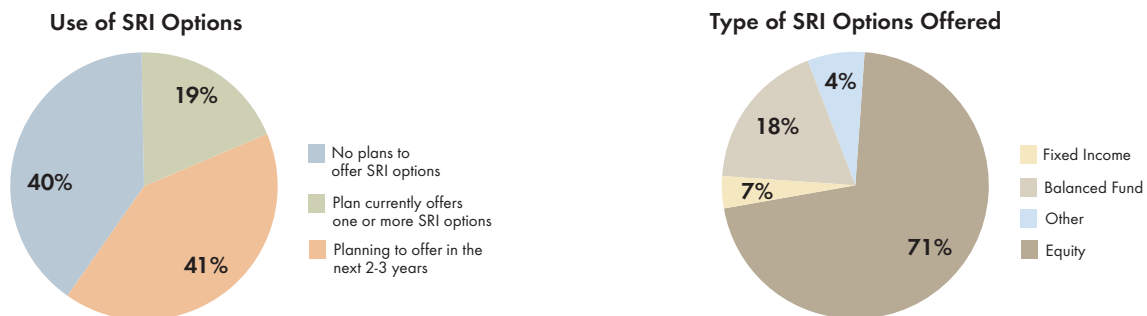 Use of SRI Options
19%
40%
41%
No plans to
offer SRI options
Plan currently offers
one or more SRI options
Planning to offer in the
next 2-3 years
Type of SRI Options Offered
4%
18%
7%
71%
Fixed Income
Balanced Fund
Other
Equity